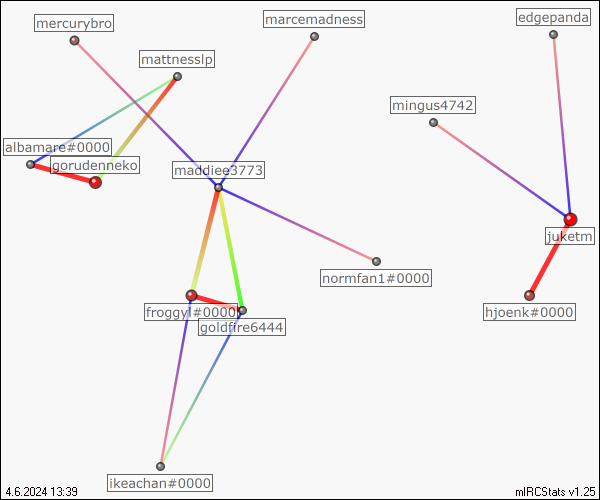 mercurybro
marcemadness
edgepanda
mattnesslp
mingus4742
albamare#0000
gorudenneko
maddiee3773
juketm
normfan1#0000
froggyl#0000
hjoenk#0000
goldfire6444
ikeachan#0000
4.6.2024 13:39
mIRCStats v1.25